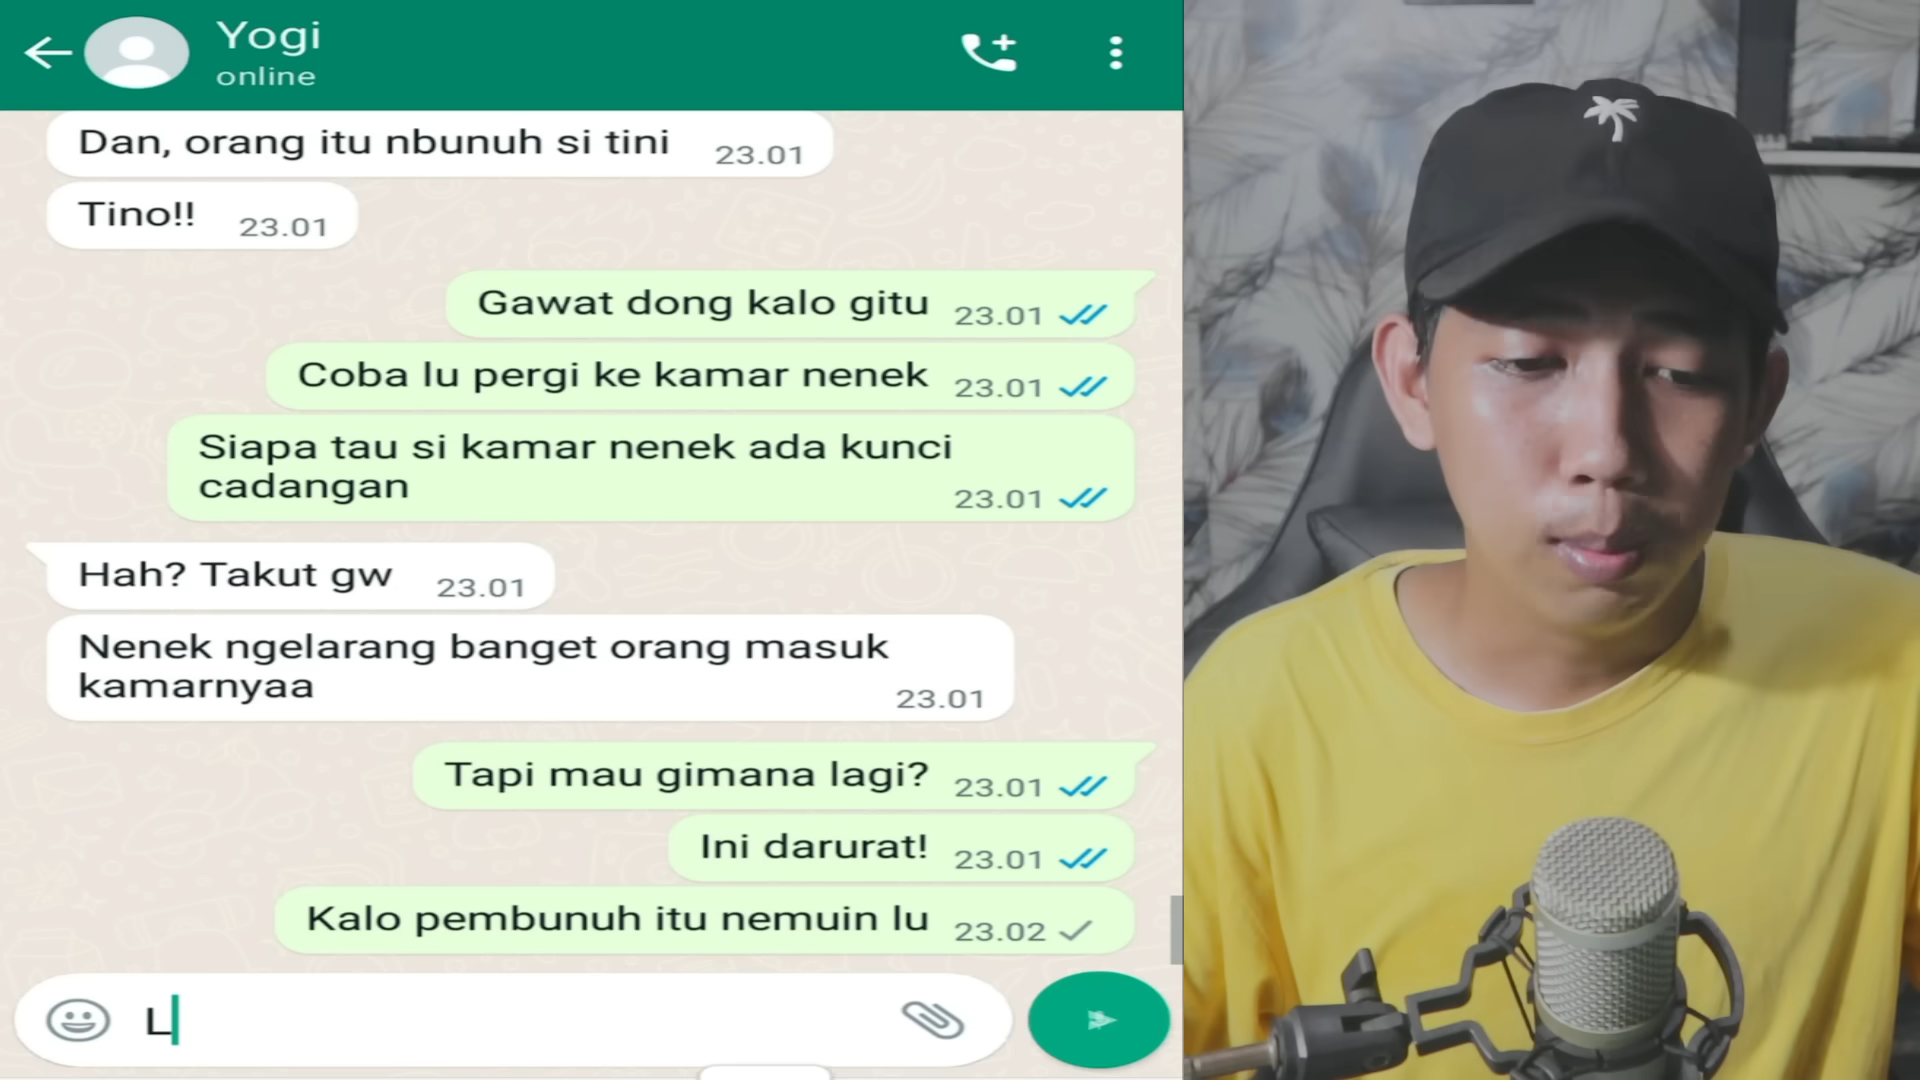 Yogi
online
Dan, orang itu nbunuh si tini 23.01
Tino!! 23.01
Gawat dong kalo gitu 23.01
Coba lu pergi ke kamar nenek 23.01
Siapa tau si kamar nenek ada kunci
cadangan 23.01
Hah? Takut gw 23.01
Nenek ngelarang banget orang masuk
kamarnyaa 23.01
Tapi mau gimana lagi? 23.01
Ini darurat! 23.01
Kalo pembunuh itu nemuin lu 23.02
L